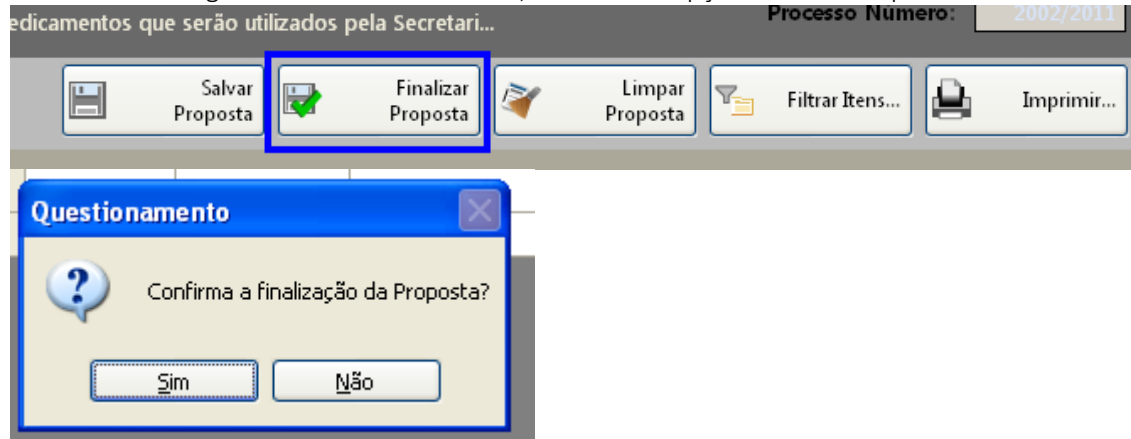 edicamentos que serão utilizados pela Secretari...
Processo Número: 2002/2011
Salvar
Proposta
Finalizar
Proposta
Limpar
Proposta
Filtrar Itens...
Imprimir...
Questionamento
Confirma a finalização da Proposta?
Sim
Não